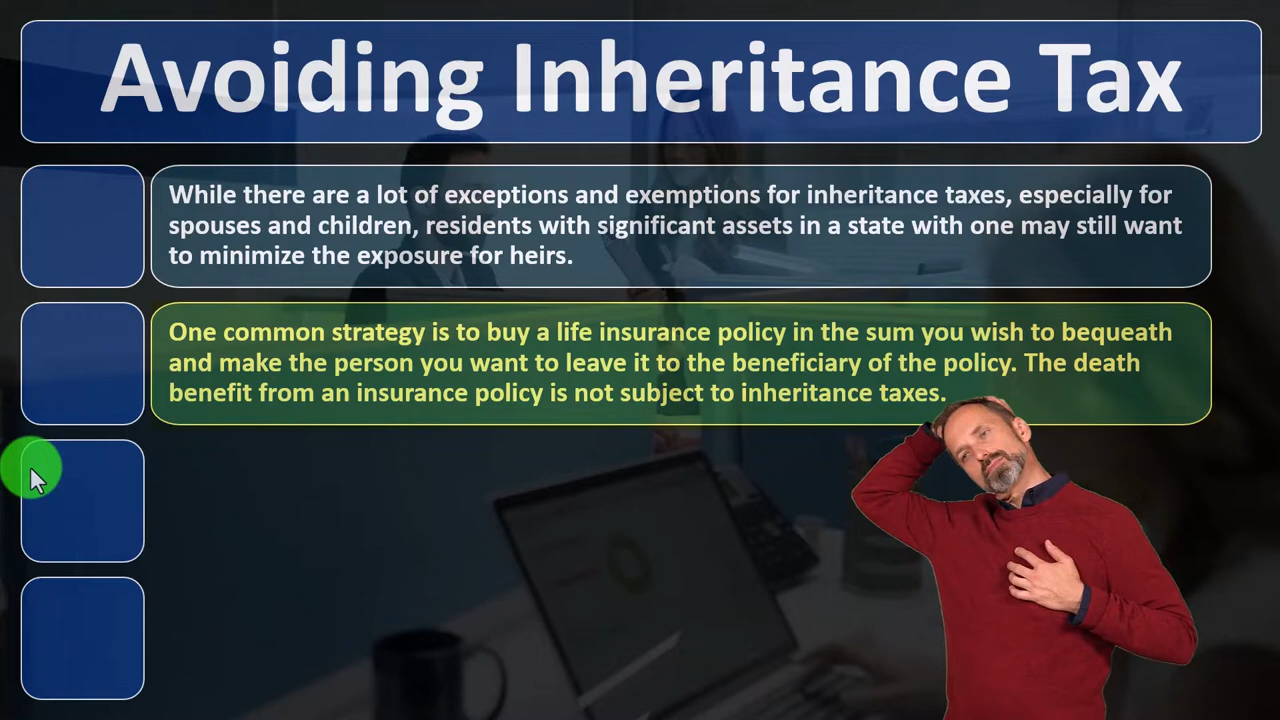 Avoiding Inheritance Tax
While there are a lot of exceptions and exemptions for inheritance taxes, especially for
spouses and children, residents with significant assets in a state with one may still want
to minimize the exposure for heirs.
One common strategy is to buy a life insurance policy in the sum you wish to bequeath
and make the person you want to leave it to the beneficiary of the policy. The death
benefit from an insurance policy is not subject to inheritance taxes.